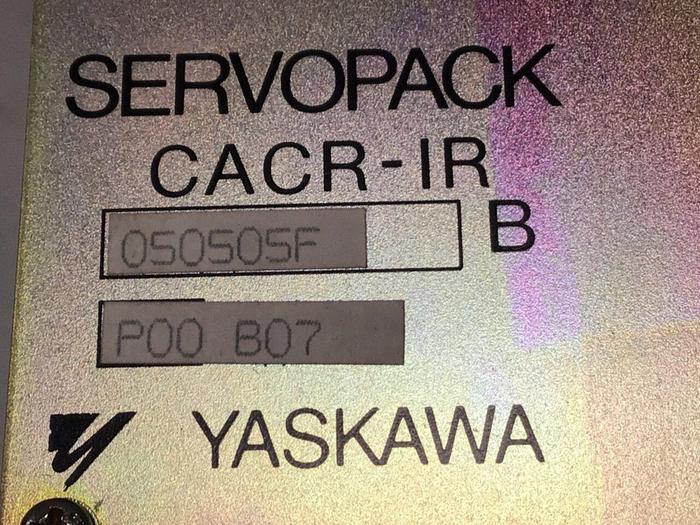 SERVOPACK
CACR-IR
050505F B
P00 B07
YASKAWA